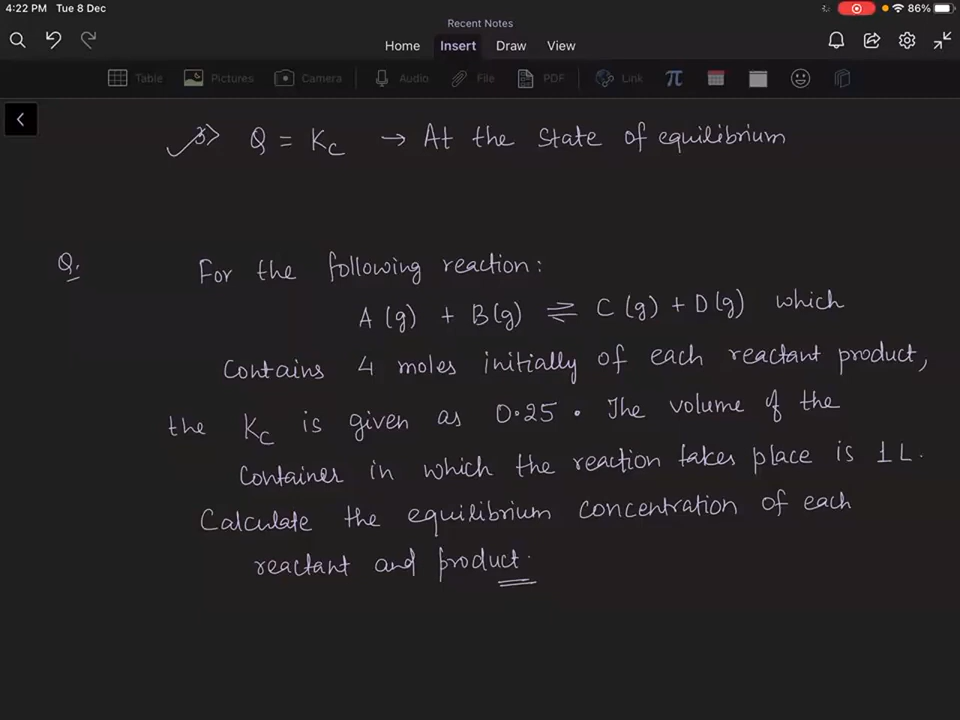 4:22 PM Tue 8 Dec
86%
Recent Notes
Home Insert Draw View
Table Pictures Camera Audio File PDF Link
3> Q = Kc → At the state of equilibrium
Q. For the following reaction:
A (g) + B(g) ⇌ C (g) + D(g) which
contains 4 moles initially of each reactant product,
the Kc is given as 0.25. The volume of the
container in which the reaction takes place is 1 L.
Calculate the equilibrium concentration of each
reactant and product.